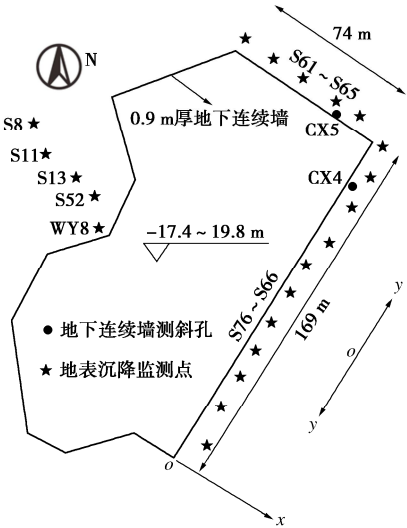 74 m
N
S61～S65
0.9 m厚地下连续墙
CX5
S8
S11
S13
CX4
S52
WY8
-17.4～19.8 m
S76～S66
169 m
y
地下连续墙测斜孔
o
地表沉降监测点
y
o
x